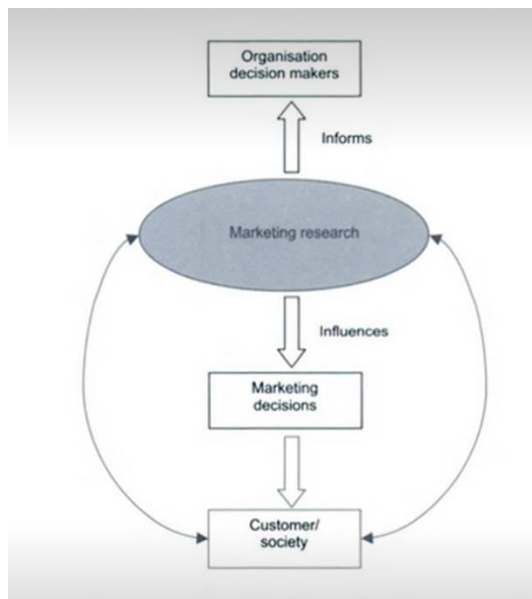 Organisation
decision makers
Informs
Marketing research
Influences
Marketing
decisions
Customer/
society